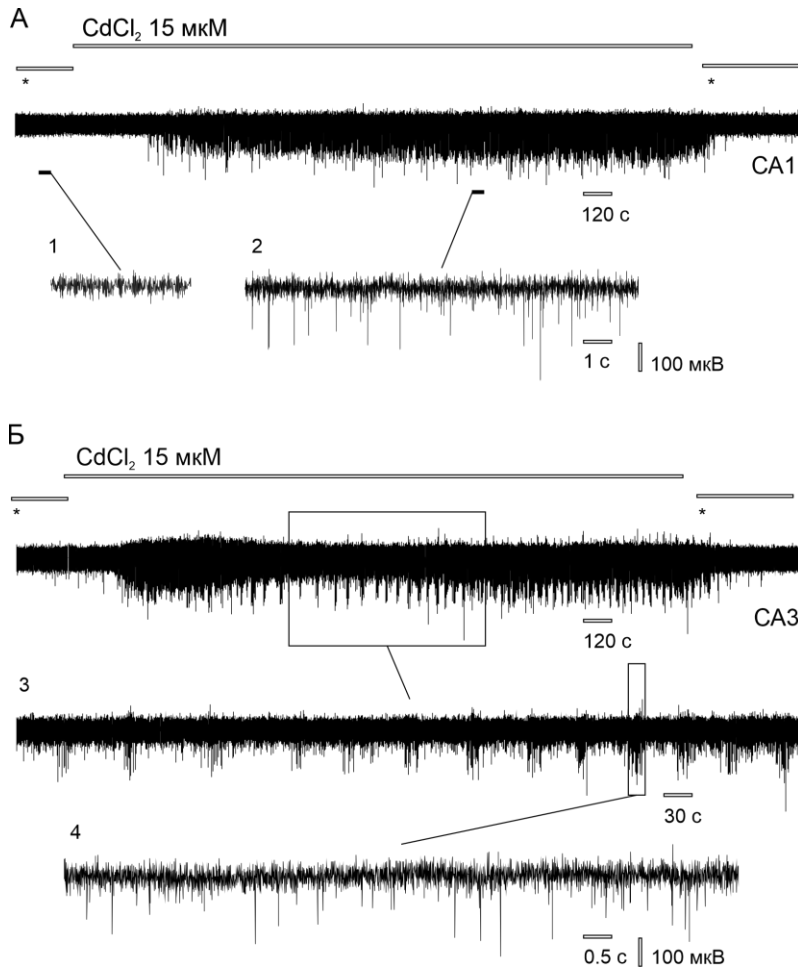 А
CdCl₂ 15 мкМ
* *
CA1
120 с
1 2
1 с 100 мкВ
Б
CdCl₂ 15 мкМ
* *
CA3
120 с
3
30 с
4
0.5 с 100 мкВ